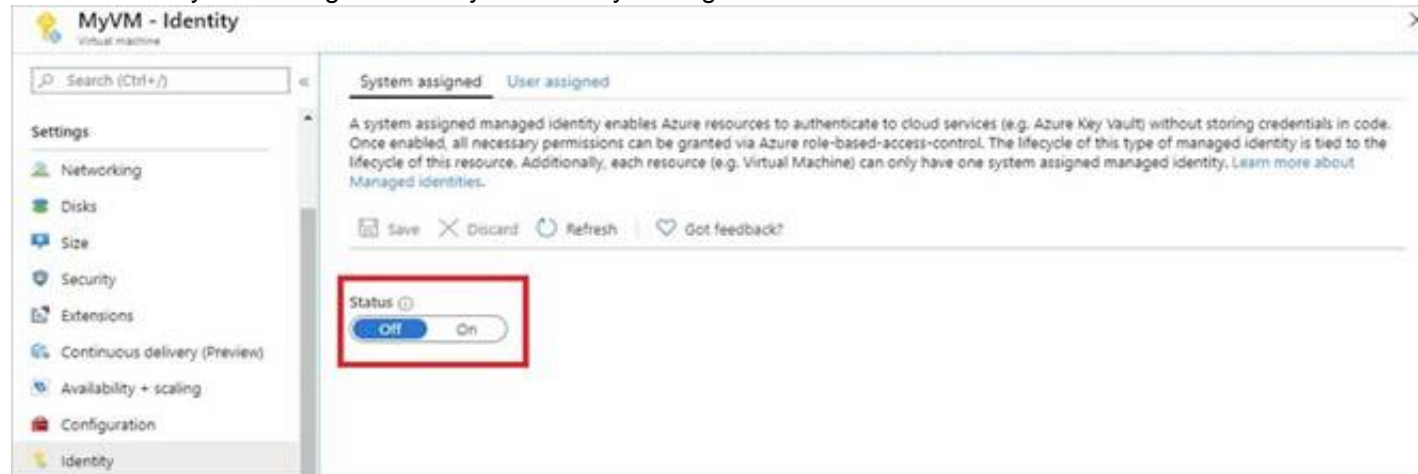 MyVM - Identity
Virtual machine
Search (Ctrl+/)
Settings
Networking
Disks
Size
Security
Extensions
Continuous delivery (Preview)
Availability + scaling
Configuration
Identity
System assigned User assigned
A system assigned managed identity enables Azure resources to authenticate to cloud services (e.g. Azure Key Vault) without storing credentials in code.
Once enabled, all necessary permissions can be granted via Azure role-based-access-control. The lifecycle of this type of managed identity is tied to the
lifecycle of this resource. Additionally, each resource (e.g. Virtual Machine) can only have one system assigned managed identity. Learn more about
Managed identities.
Save Discard Refresh Got feedback?
Status
Off On